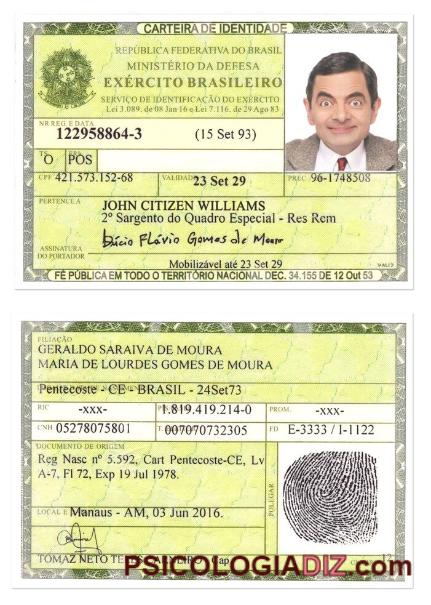 CARTEIRA DE IDENTIDADE
REPÚBLICA FEDERATIVA DO BRASIL
MINISTÉRIO DA DEFESA
EXÉRCITO BRASILEIRO
SERVIÇO DE IDENTIFICAÇÃO DO EXÉRCITO
Lei 3.089, de 08 Jan 16 e Lei 7.116, de 29 Ago 83
NR REG. E DATA
122958864-3 (15 Set 93)
TS
O POS
CPF 421.573.152-68 VALIDADE 23 Set 29 PREC 96-1748508
PERTENCE A
JOHN CITIZEN WILLIAMS
2º Sargento do Quadro Especial - Res Rem
Lúcio Flávio Gomes de Moura
ASSINATURA
DO PORTADOR
Mobilizável até 23 Set 29
FÉ PÚBLICA EM TODO O TERRITÓRIO NACIONAL DEC. 34.155 DE 12 Out 53
FILIAÇÃO
GERALDO SARAIVA DE MOURA
MARIA DE LOURDES GOMES DE MOURA
Pentecoste - CE - BRASIL - 24Set73
RIC -xxx- 1.819.419.214-0 PROM. -xxx-
CNH 05278075801 007070732305 FD E-3333 / I-1122
DOCUMENTO DE ORIGEM
Reg Nasc nº 5.592, Cart Pentecoste-CE, Lv
A-7, Fl 72, Exp 19 Jul 1978.
POLEGAR
LOCAL E Manaus - AM, 03 Jun 2016.
TOMAZ NETO Cap
12
PSICOLOGIADIZ.com